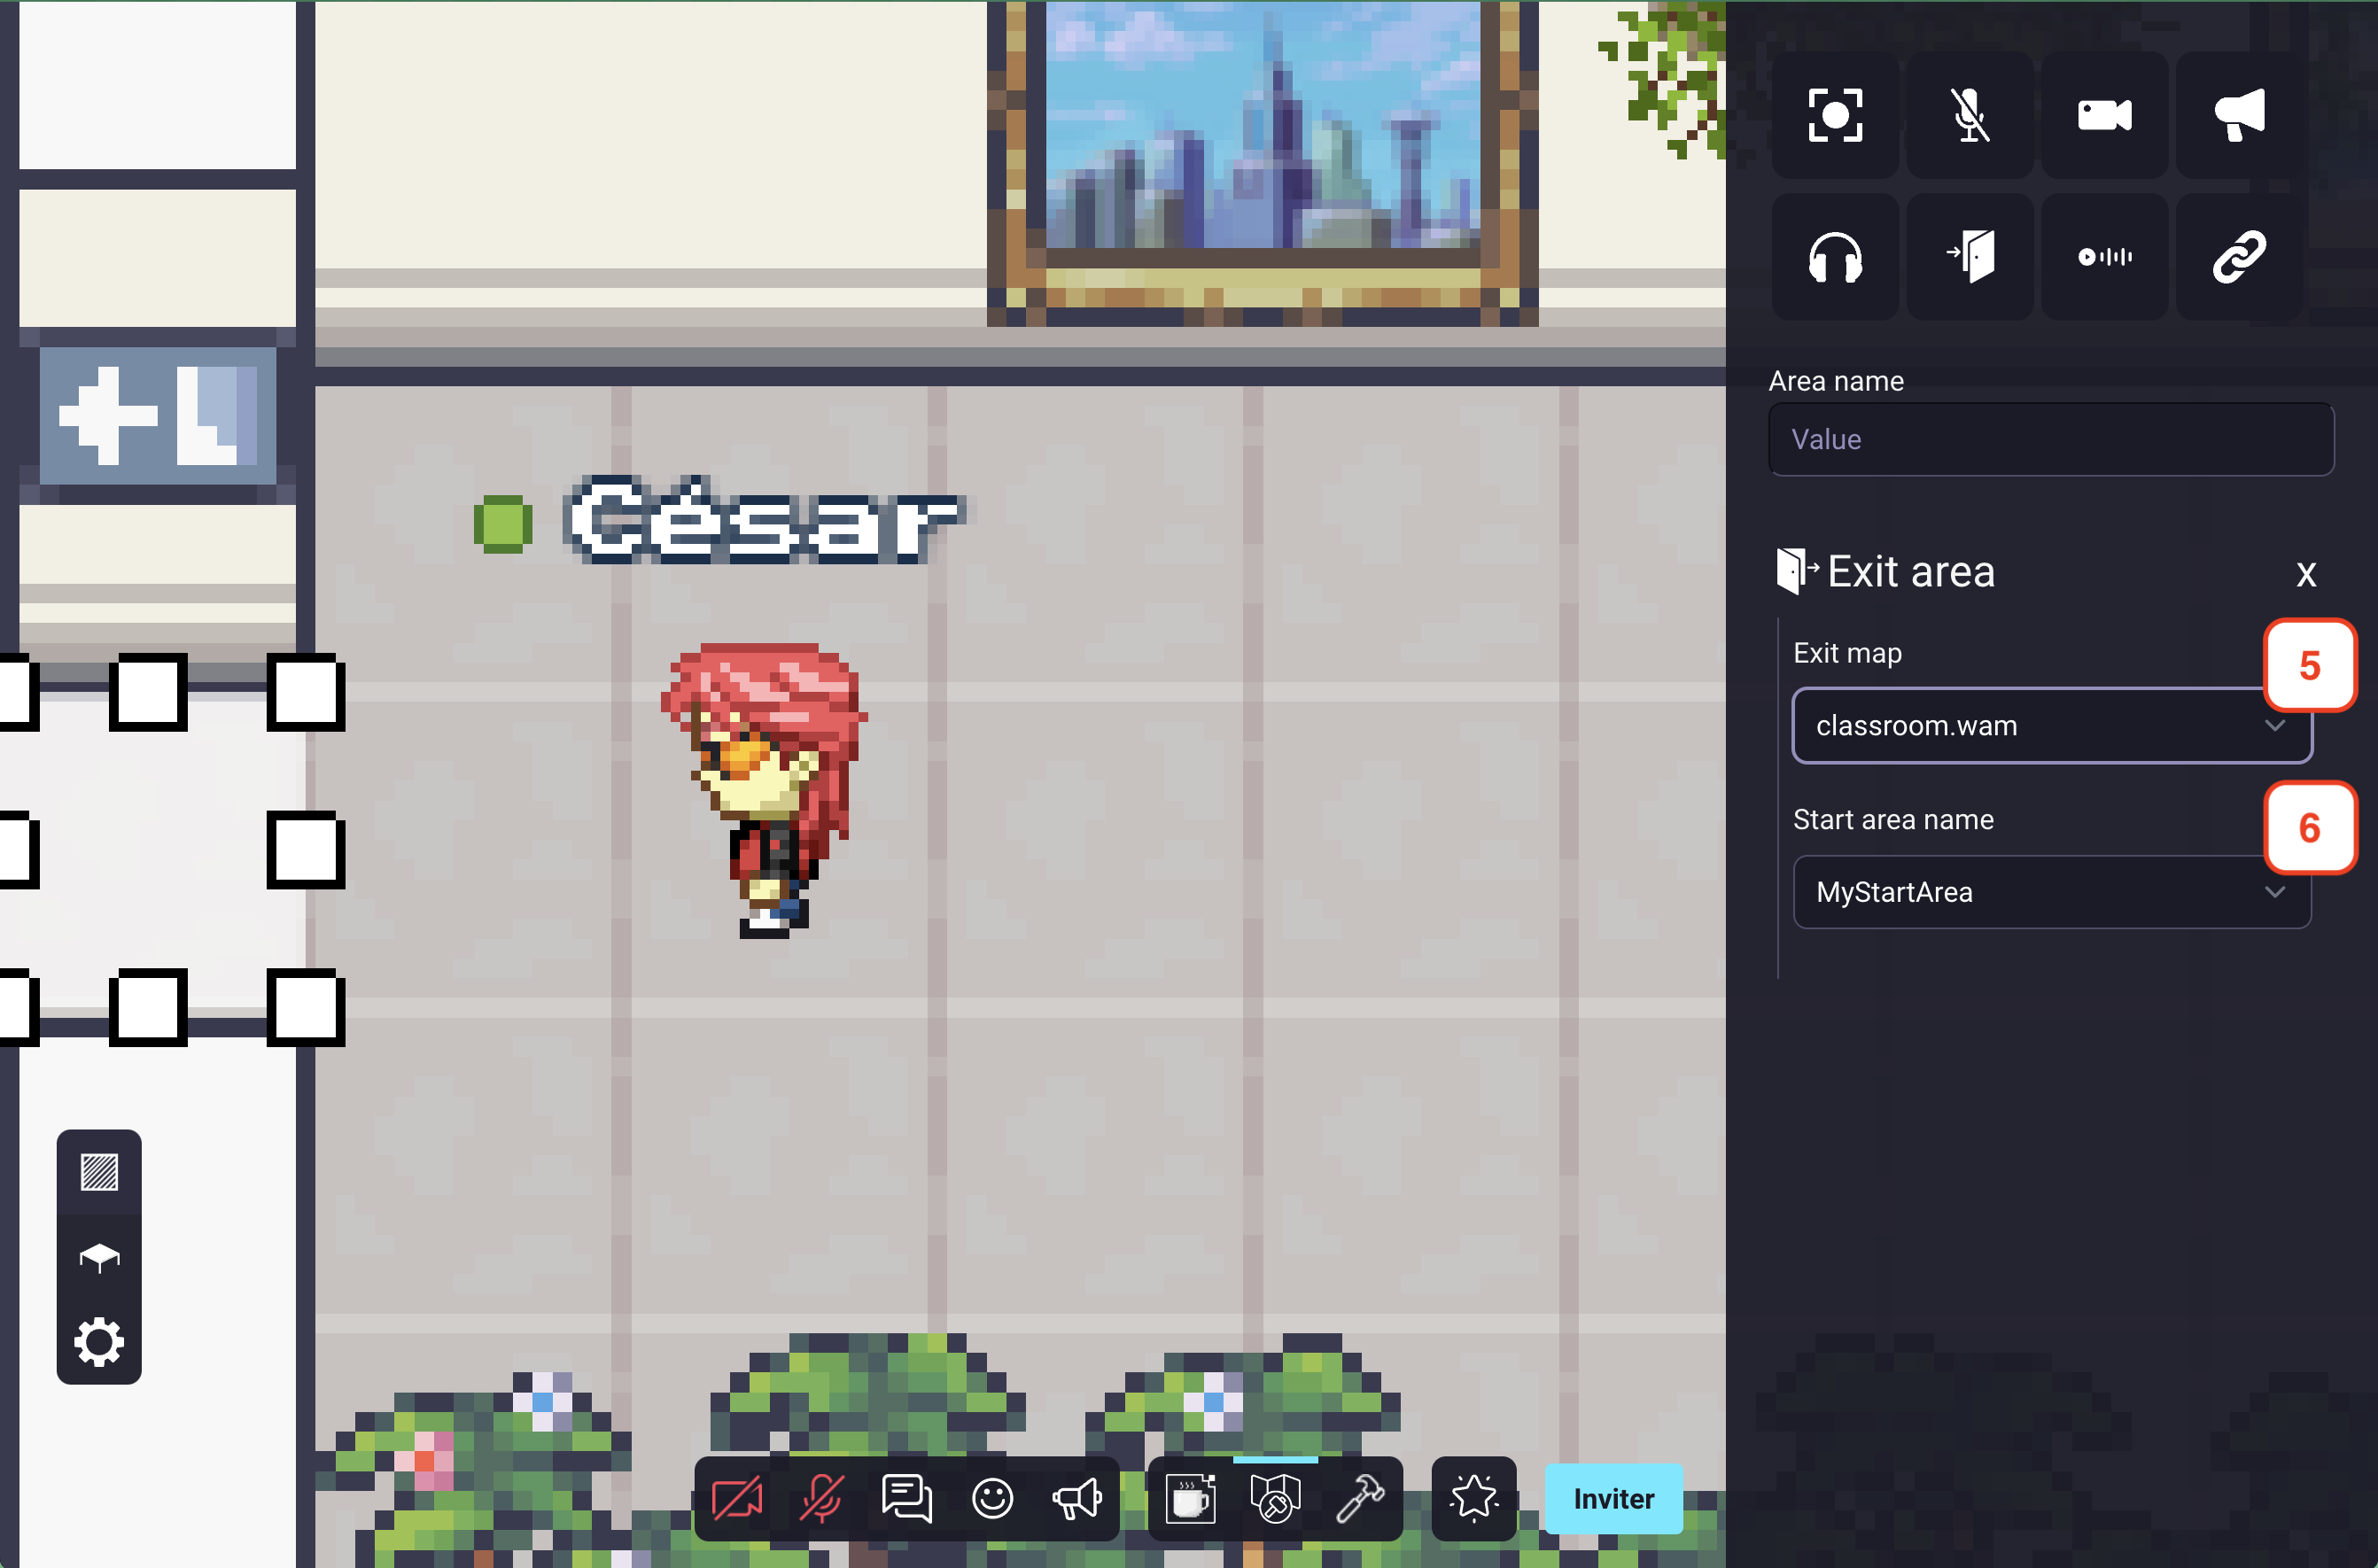 Area name
Value
César
Exit area
x
Exit map
5
classroom.wam
Start area name
6
MyStartArea
Inviter